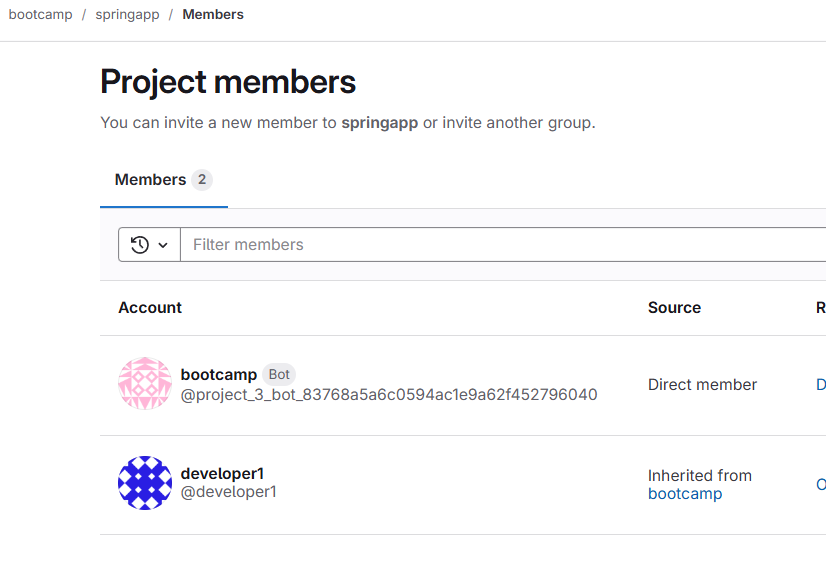 bootcamp / springapp / Members
Project members
You can invite a new member to springapp or invite another group.
Members 2
Filter members
Account Source R
bootcamp Bot
@project_3_bot_83768a5a6c0594ac1e9a62f452796040
Direct member D
developer1
@developer1
Inherited from
bootcamp O